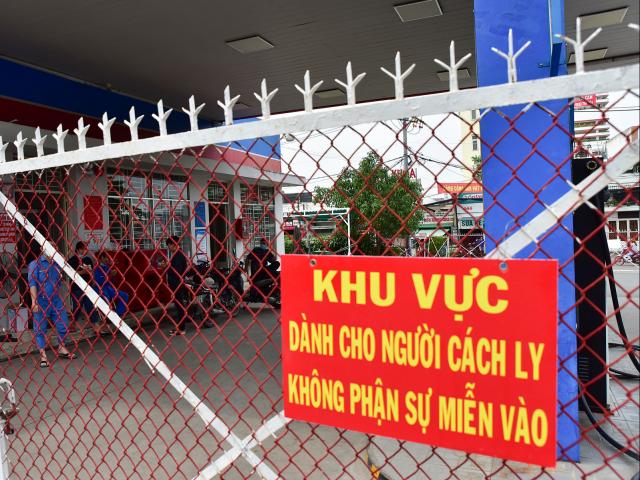 KHU VỰC
DÀNH CHO NGƯỜI CÁCH LY
KHÔNG PHẬN SỰ MIỄN VÀO